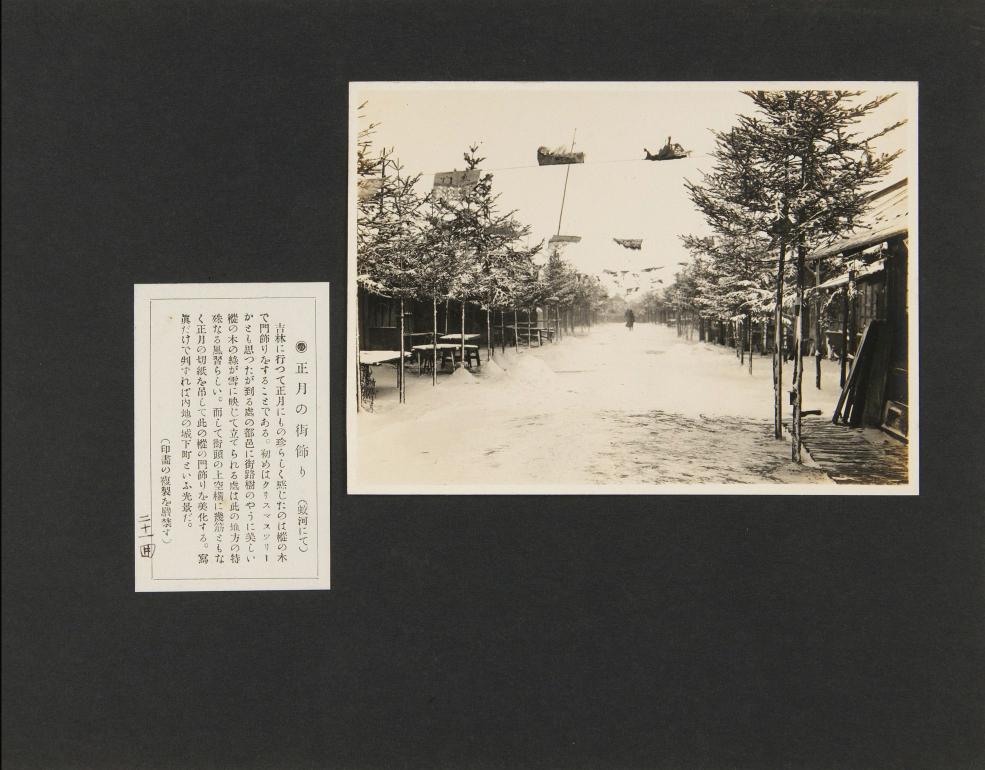 ●正月の街飾り (蛟河にて)
吉林に行つて正月にもの珍らしく感じたのは樅の木
で門飾りをすることである。初めはクリスマスツリー
かとも思つたが到る處の部邑に街路樹のやうに美しい
樅の木の綠が雪に映じて立てられる處は此の地方の特
殊なる風習らしい。而して街頭の上空橫に幾筋ともな
く正月の切紙を吊して此の樅の門飾りを美化する。寫
眞だけで判ずれば内地の城下町といふ光景だ。
(印畵の複製を嚴禁す)
二十一